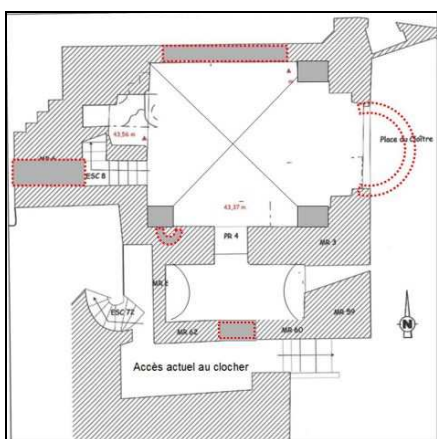 43,56 m
Place du Cloître
ESC 8
43,37 m
PR 4
MR 3
MR 2
ESC 72
MR 62
MR 60
MR 59
N
Accès actuel au clocher